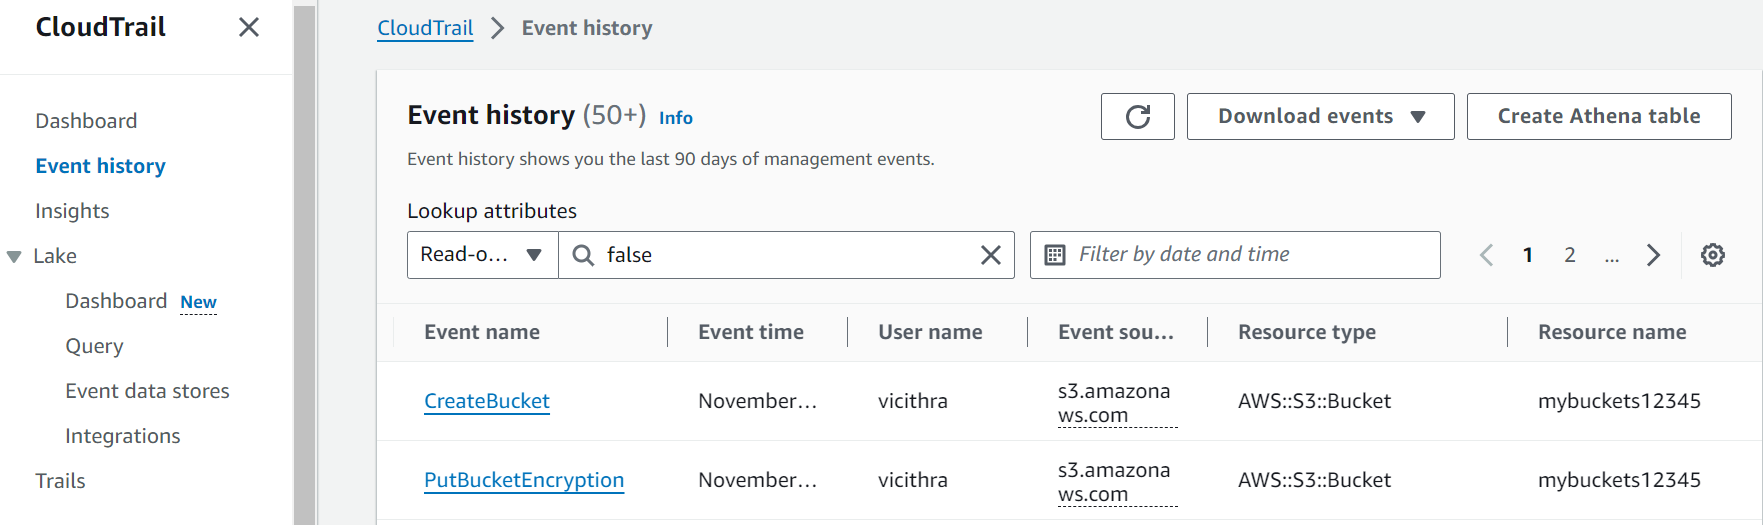 CloudTrail
Dashboard
Event history
Insights
Lake
Dashboard New
Query
Event data stores
Integrations
Trails
CloudTrail > Event history
Event history (50+) Info
Download events
Create Athena table
Event history shows you the last 90 days of management events.
Lookup attributes
Read-o...
false
Filter by date and time
1 2 ...
Event name Event time User name Event sou... Resource type Resource name
CreateBucket November... vicithra s3.amazona AWS::S3::Bucket mybuckets12345
ws.com
PutBucketEncryption November... vicithra s3.amazona AWS::S3::Bucket mybuckets12345
ws.com